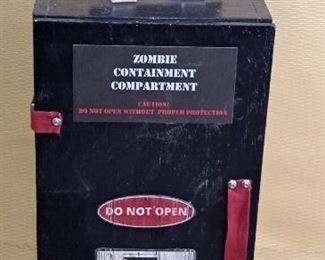 ZOMBIE
CONTAINMENT
COMPARTMENT
CAUTION!
DO NOT OPEN WITHOUT PROPER PROTECTION
DO NOT OPEN